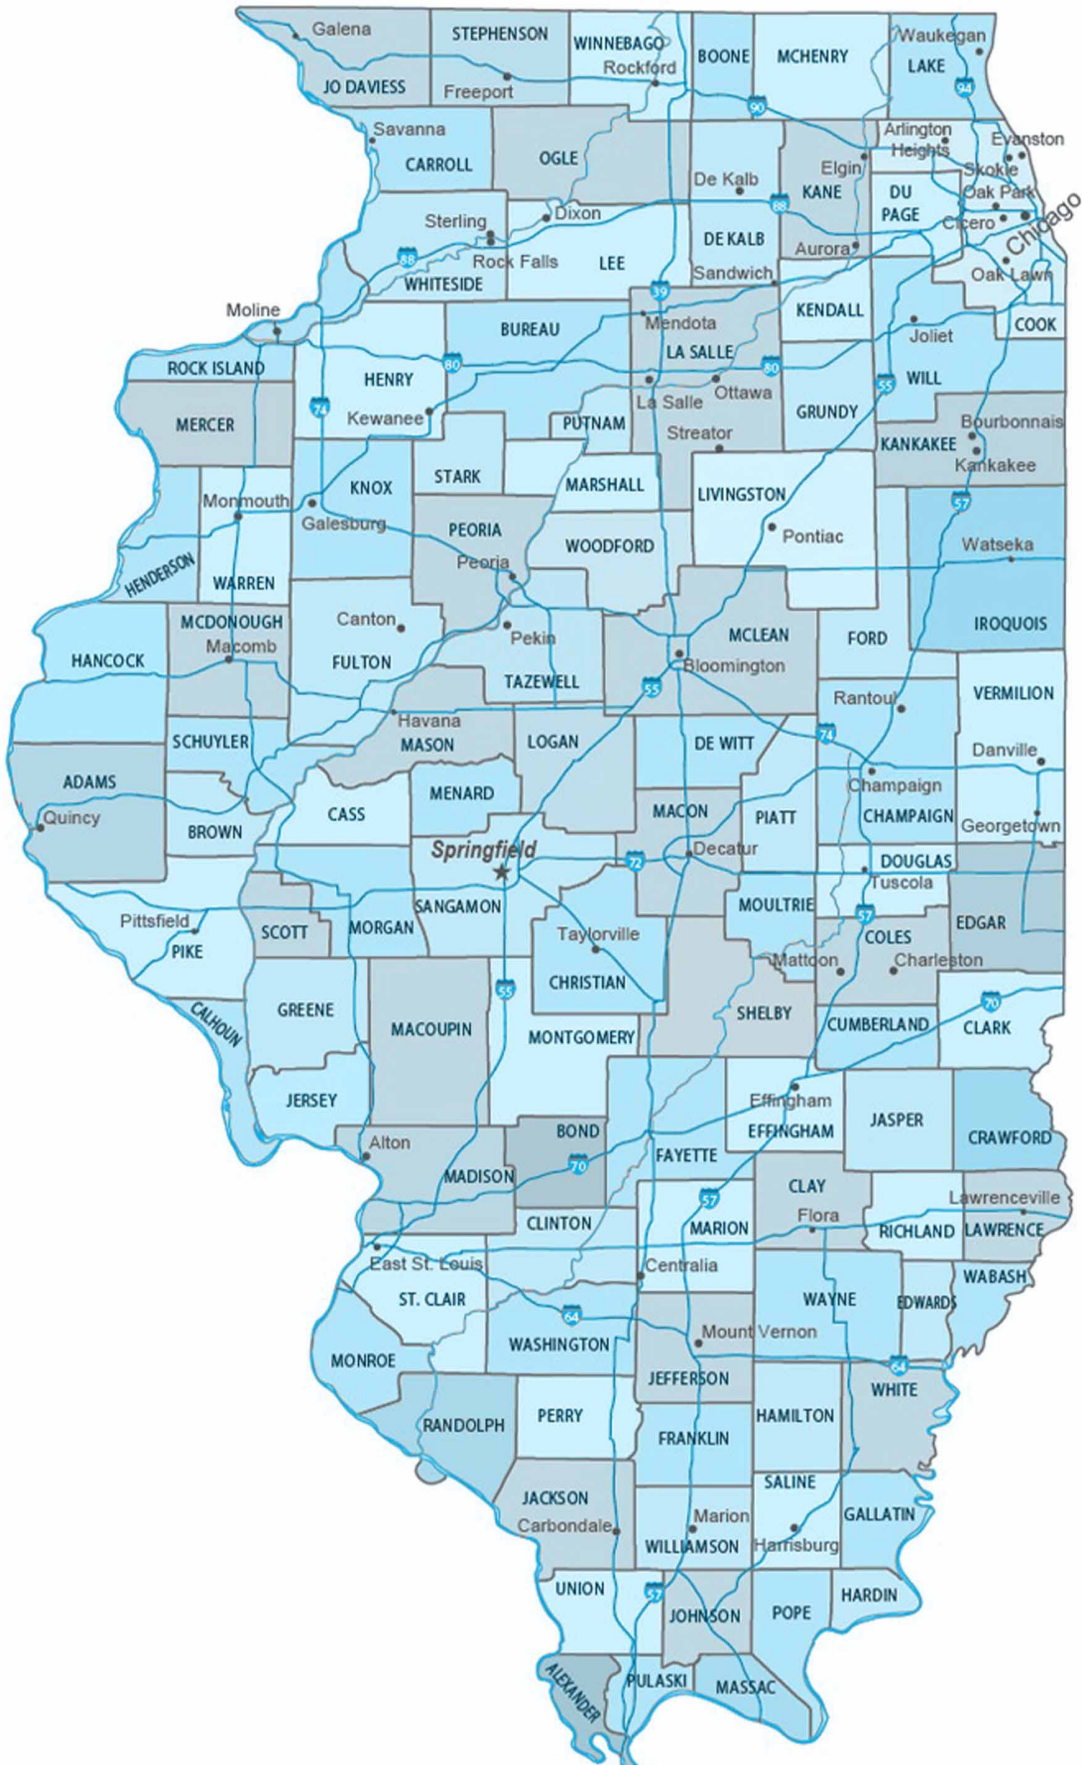 Galena
STEPHENSON
WINNEBAGO
Rockford
BOONE
MCHENRY
Waukegan
LAKE
JO DAVIESS
Freeport
94
90
Savanna
CARROLL
OGLE
De Kalb
Elgin
KANE
Arlington
Heights
Evanston
Skokie
DU
PAGE
Oak Park
Cicero
Chicago
88
Sterling
Dixon
Rock Falls
LEE
DE KALB
Aurora
Oak Lawn
88
WHITESIDE
Sandwich
39
Moline
BUREAU
Mendota
KENDALL
Joliet
COOK
ROCK ISLAND
HENRY
80
LA SALLE
80
55
WILL
MERCER
74
Kewanee
PUTNAM
La Salle
Ottawa
GRUNDY
Streator
KANKAKEE
Bourbonnais
Kankakee
STARK
KNOX
MARSHALL
LIVINGSTON
57
Monmouth
Galesburg
PEORIA
WOODFORD
Pontiac
Watseka
HENDERSON
WARREN
Peoria
MCDONOUGH
Macomb
Canton
Pekin
MCLEAN
FORD
IROQUOIS
HANCOCK
FULTON
TAZEWELL
Bloomington
55
VERMILION
Rantoul
Havana
SCHUYLER
MASON
LOGAN
DE WITT
74
Danville
ADAMS
Champaign
Quincy
BROWN
CASS
MENARD
MACON
PIATT
CHAMPAIGN
Georgetown
Springfield
72
Decatur
DOUGLAS
Tuscola
Pittsfield
PIKE
SCOTT
MORGAN
SANGAMON
Taylorville
MOULTRIE
57
COLES
EDGAR
Mattoon
Charleston
CHRISTIAN
55
GREENE
CALHOUN
MACOUPIN
MONTGOMERY
SHELBY
CUMBERLAND
70
CLARK
JERSEY
Effingham
EFFINGHAM
JASPER
CRAWFORD
Alton
BOND
70
FAYETTE
MADISON
57
CLAY
Flora
Lawrenceville
CLINTON
MARION
RICHLAND
LAWRENCE
East St. Louis
Centralia
WABASH
ST. CLAIR
64
WAYNE
EDWARDS
WASHINGTON
Mount Vernon
MONROE
JEFFERSON
64
WHITE
RANDOLPH
PERRY
FRANKLIN
HAMILTON
JACKSON
SALINE
GALLATIN
Carbondale
Marion
WILLIAMSON
Harrisburg
UNION
57
JOHNSON
POPE
HARDIN
ALEXANDER
PULASKI
MASSAC